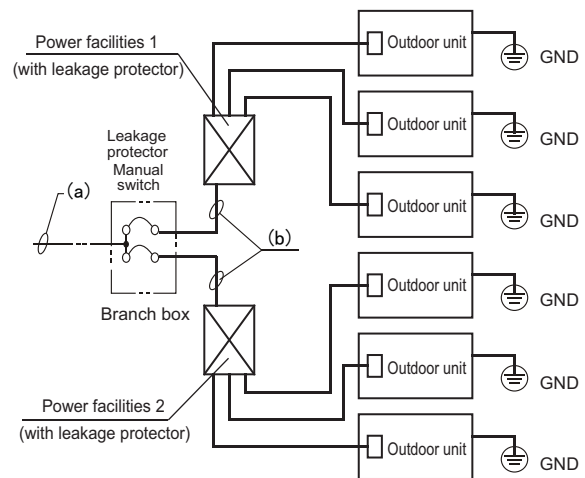 Power facilities 1
(with leakage protector)
Leakage
protector
Manual
switch
(a)
(b)
Branch box
Power facilities 2
(with leakage protector)
Outdoor unit
GND
Outdoor unit
GND
Outdoor unit
GND
Outdoor unit
GND
Outdoor unit
GND
Outdoor unit
GND